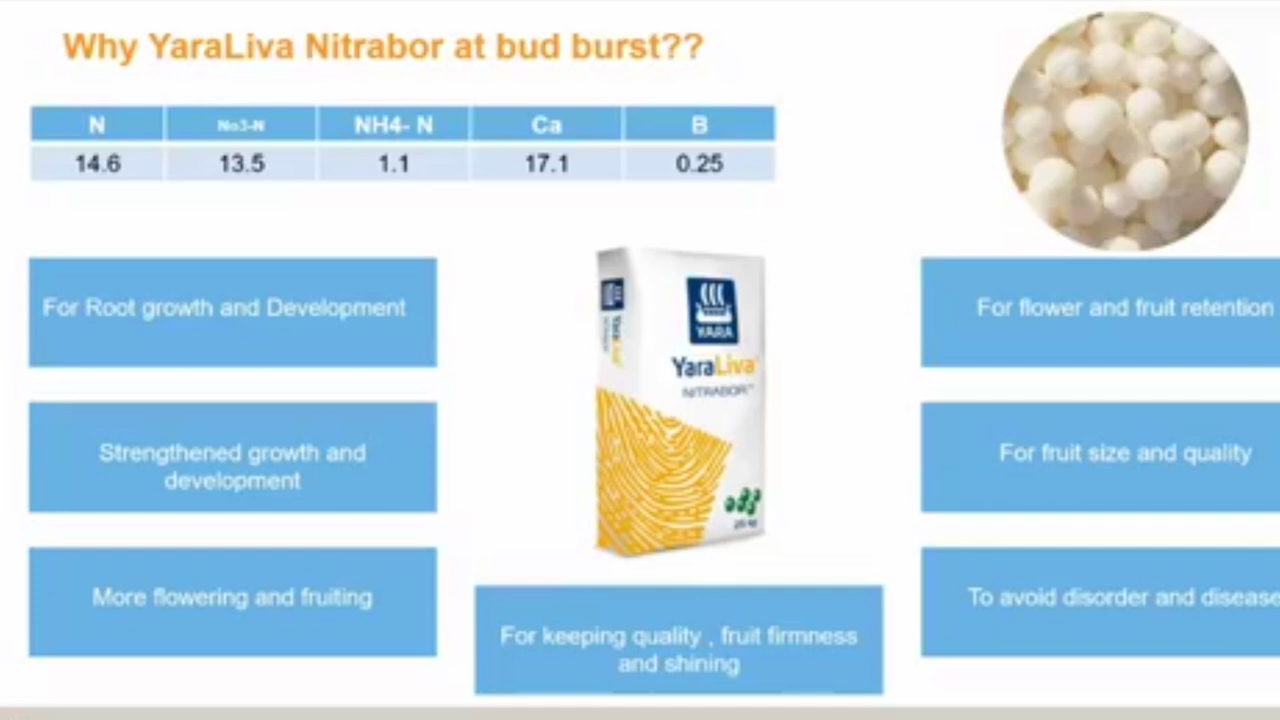 Why YaraLiva Nitrabor at bud burst??
N No3-N NH4- N Ca B
14.6 13.5 1.1 17.1 0.25
For Root growth and Development
Strengthened growth and
development
More flowering and fruiting
YARA
YaraLiva
NITRABOR™
For keeping quality , fruit firmness
and shining
For flower and fruit retention
For fruit size and quality
To avoid disorder and disease